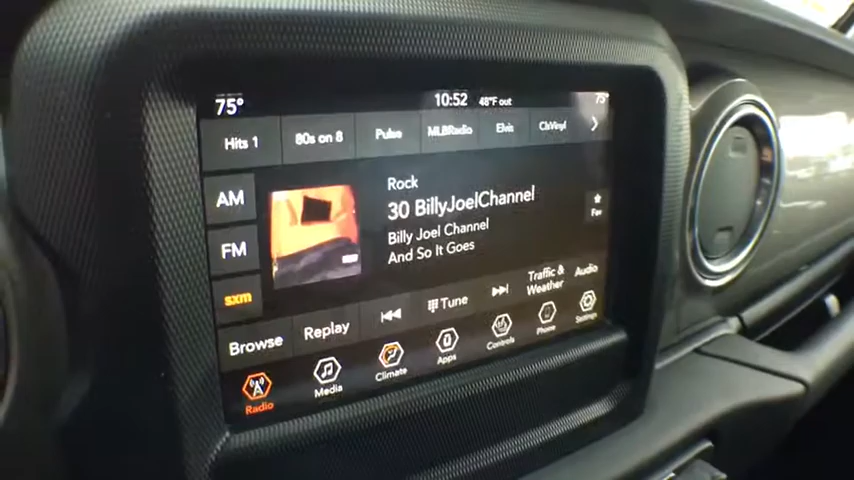 75° 10:52 48°F out 75°
Hits 1 80s on 8 Pulse MLBRadio Elvis ClsVinyl
AM
FM
sxm
Rock
30 BillyJoelChannel
Billy Joel Channel
And So It Goes
Fav
Browse Replay Tune Traffic & Weather Audio
Radio Media Climate Apps Controls Phone Settings